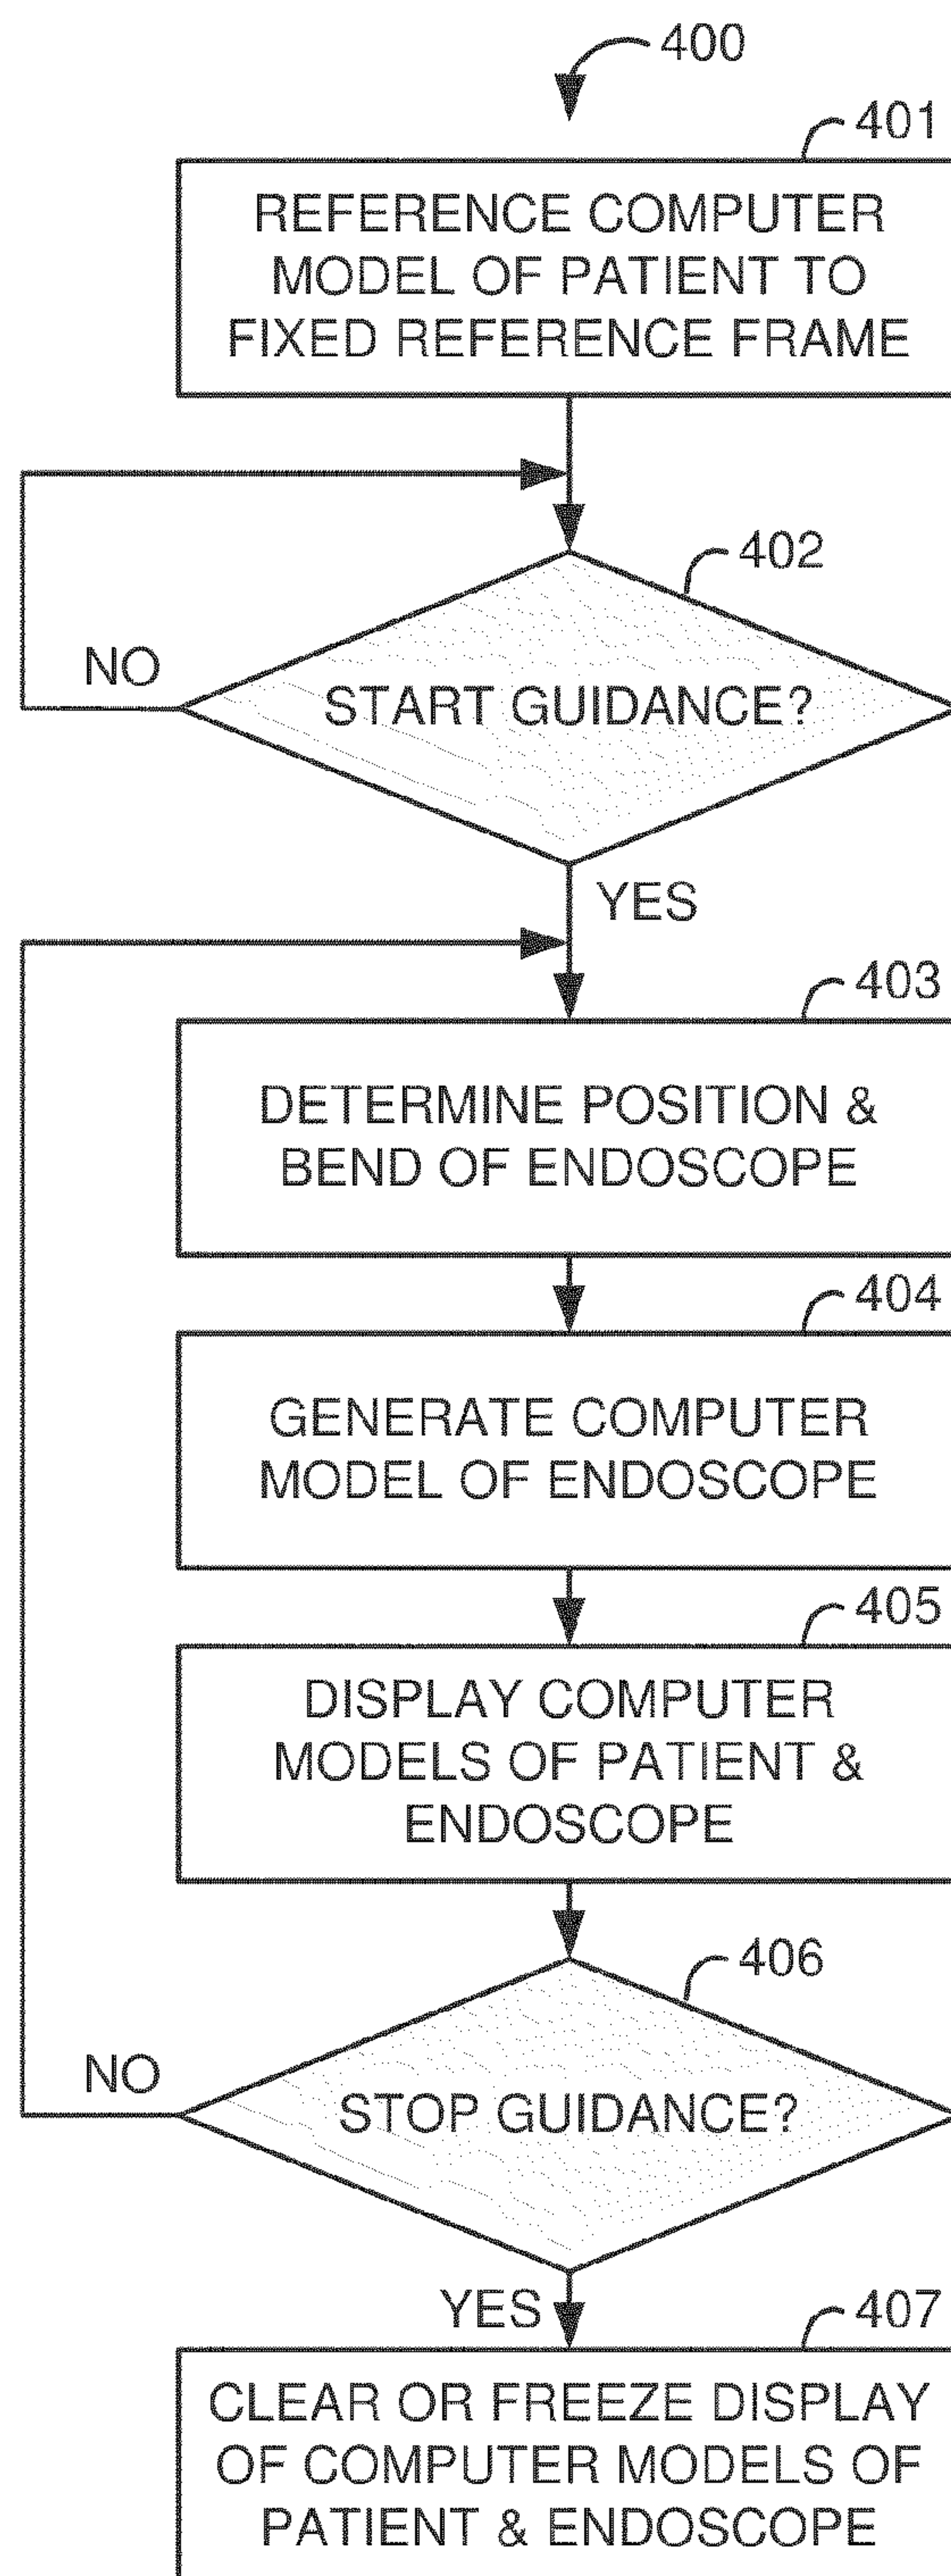 400
401
REFERENCE COMPUTER
MODEL OF PATIENT TO
FIXED REFERENCE FRAME
402
NO
START GUIDANCE?
YES
403
DETERMINE POSITION &
BEND OF ENDOSCOPE
404
GENERATE COMPUTER
MODEL OF ENDOSCOPE
405
DISPLAY COMPUTER
MODELS OF PATIENT &
ENDOSCOPE
406
NO
STOP GUIDANCE?
YES
407
CLEAR OR FREEZE DISPLAY
OF COMPUTER MODELS OF
PATIENT & ENDOSCOPE